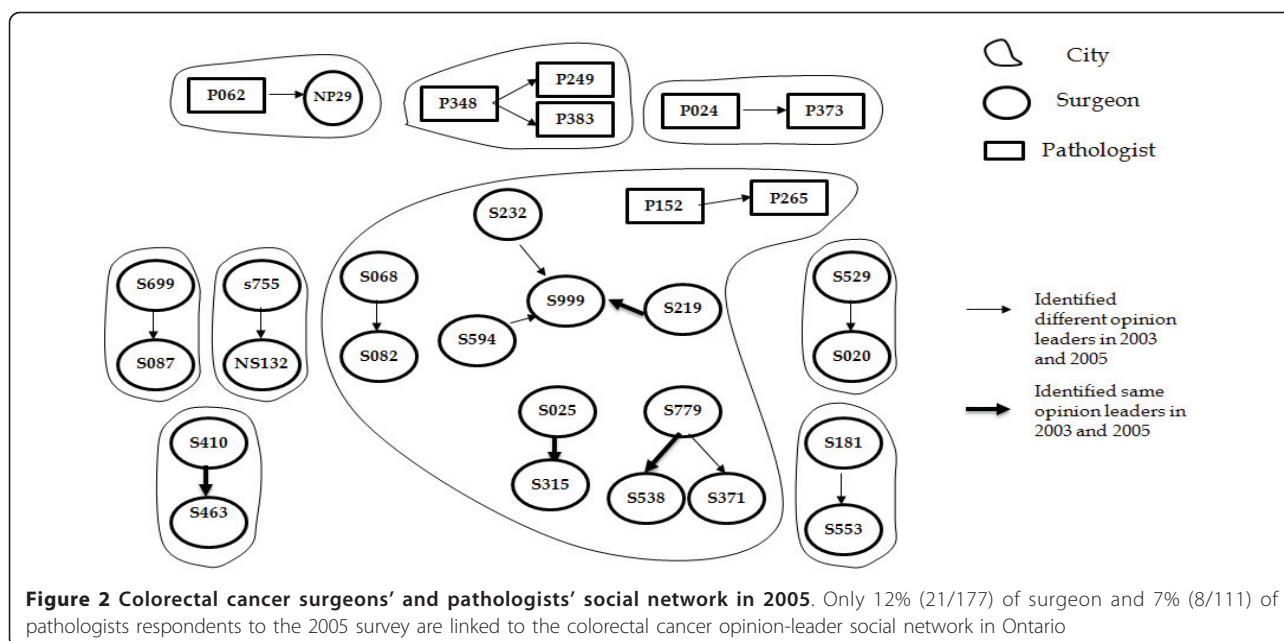 P062
NP29
P348
P249
P383
P024
P373
City
Surgeon
Pathologist
P152
P265
S232
S068
S999
S219
S594
S082
S699
s755
S087
NS132
S529
S020
S025
S779
S315
S538
S371
S410
S463
S181
S553
Identified
different opinion
leaders in 2003
and 2005
Identified same
opinion leaders in
2003 and 2005
Figure 2 Colorectal cancer surgeons' and pathologists' social network in 2005. Only 12% (21/177) of surgeon and 7% (8/111) of
pathologists respondents to the 2005 survey are linked to the colorectal cancer opinion-leader social network in Ontario